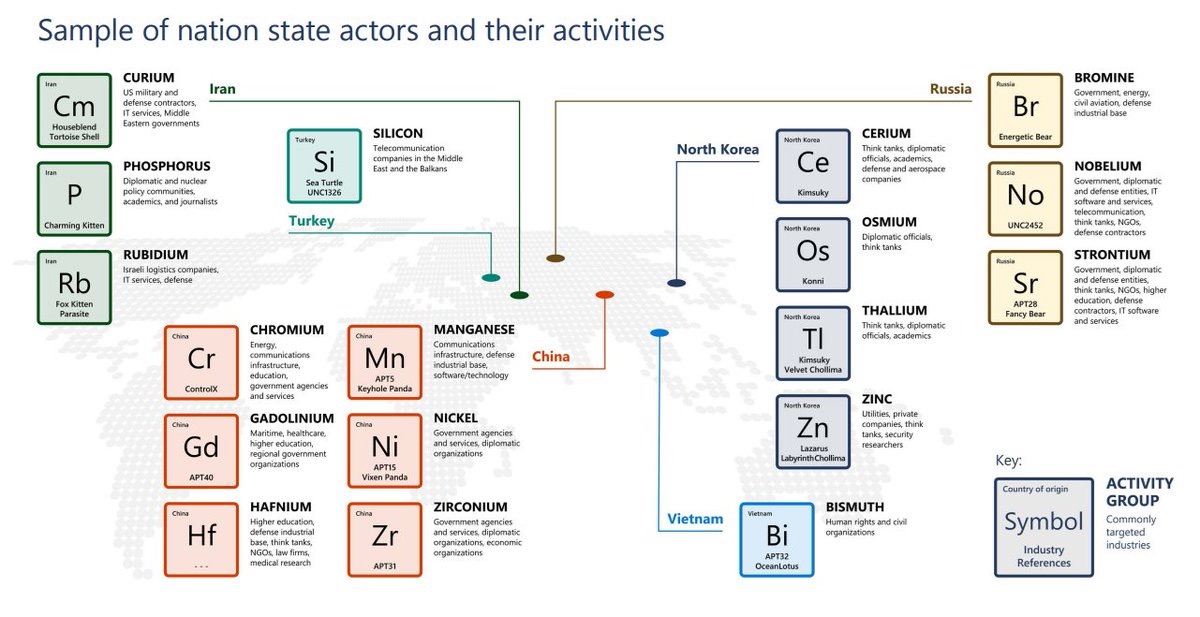 Sample of nation state actors and their activities
Iran
Cm
Houseblend
Tortoise Shell
CURIUM
US military and
defense contractors,
IT services, Middle
Eastern governments
Iran
P
Charming Kitten
PHOSPHORUS
Diplomatic and nuclear
policy communities,
academics, and journalists
Iran
Rb
Fox Kitten
Parasite
RUBIDIUM
Israeli logistics companies,
IT services, defense
Iran
Turkey
Si
Sea Turtle
UNC1326
SILICON
Telecommunication
companies in the Middle
East and the Balkans
Turkey
China
Cr
ControlX
CHROMIUM
Energy,
communications
infrastructure,
education,
government agencies
and services
China
Gd
APT40
GADOLINIUM
Maritime, healthcare,
higher education,
regional government
organizations
China
Hf
...
HAFNIUM
Higher education,
defense industrial
base, think tanks,
NGOs, law firms,
medical research
China
Mn
APT5
Keyhole Panda
MANGANESE
Communications
infrastructure, defense
industrial base,
software/technology
China
Ni
APT15
Vixen Panda
NICKEL
Government agencies
and services, diplomatic
organizations
China
Zr
APT31
ZIRCONIUM
Government agencies
and services, diplomatic
organizations, economic
organizations
China
North Korea
North Korea
Ce
Kimsuky
CERIUM
Think tanks, diplomatic
officials, academics,
defense and aerospace
companies
North Korea
Os
Konni
OSMIUM
Diplomatic officials,
think tanks
North Korea
Tl
Kimsuky
Velvet Chollima
THALLIUM
Think tanks, diplomatic
officials, academics
North Korea
Zn
Lazarus
LabyrinthChollima
ZINC
Utilities, private
companies, think
tanks, security
researchers
Vietnam
Vietnam
Bi
APT32
OceanLotus
BISMUTH
Human rights and civil
organizations
Russia
Russia
Br
Energetic Bear
BROMINE
Government, energy,
civil aviation, defense
industrial base
Russia
No
UNC2452
NOBELIUM
Government, diplomatic
and defense entities, IT
software and services,
telecommunication,
think tanks, NGOs,
defense contractors
Russia
Sr
APT28
Fancy Bear
STRONTIUM
Government, diplomatic
and defense entities,
think tanks, NGOs, higher
education, defense
contractors, IT software
and services
Key:
Country of origin
Symbol
Industry
References
ACTIVITY
GROUP
Commonly
targeted
industries